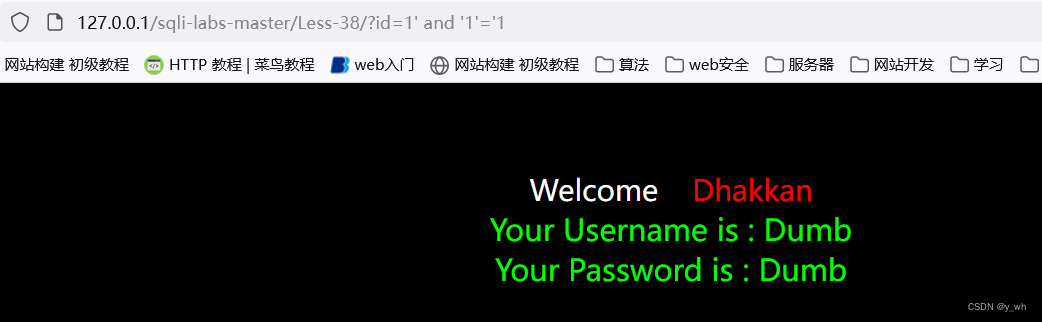 127.0.0.1/sqli-labs-master/Less-38/?id=1' and '1'='1
网站构建 初级教程 HTTP 教程 | 菜鸟教程 web入门 网站构建 初级教程 算法 web安全 服务器 网站开发 学习
Welcome Dhakkan
Your Username is : Dumb
Your Password is : Dumb
CSDN @y_wh